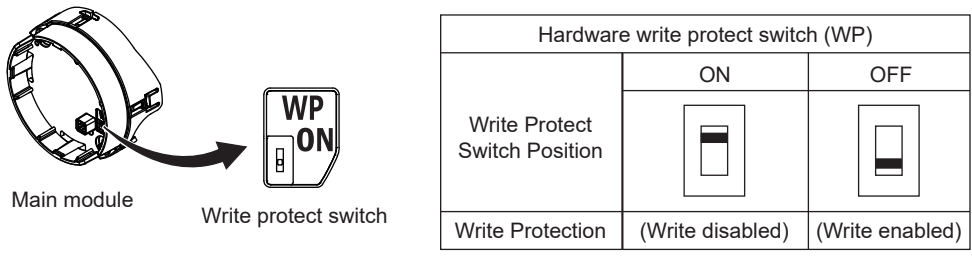 WP
ON
Main module
Write protect switch
Hardware write protect switch (WP)
ON OFF
Write Protect
Switch Position
Write Protection (Write disabled) (Write enabled)